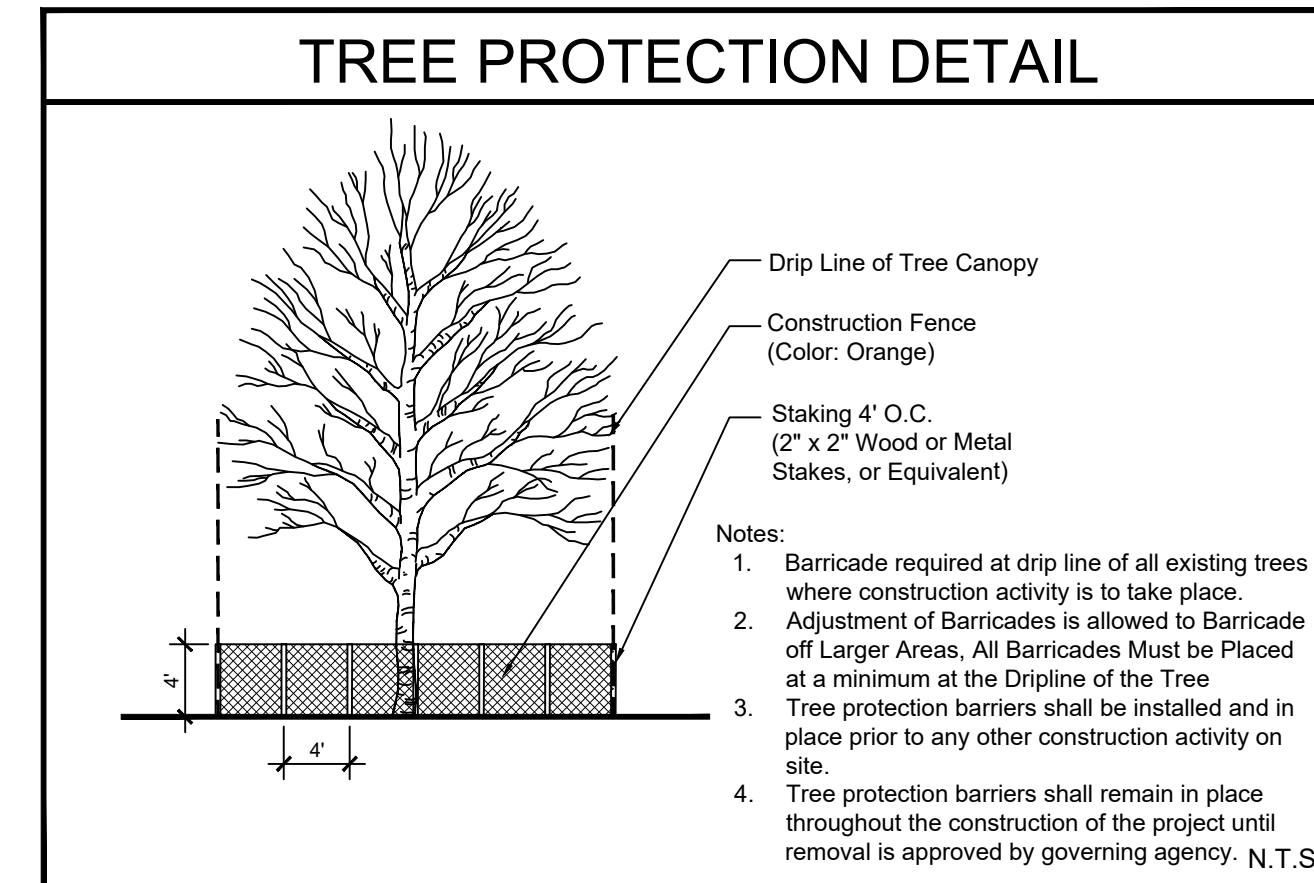 TREE PROTECTION DETAIL
Drip Line of Tree Canopy
Construction Fence
(Color: Orange)
Staking 4' O.C.
(2" x 2" Wood or Metal
Stakes, or Equivalent)
Notes:
1. Barricade required at drip line of all existing trees
where construction activity is to take place.
2. Adjustment of Barricades is allowed to Barricade
off Larger Areas, All Barricades Must be Placed
at a minimum at the Dripline of the Tree
3. Tree protection barriers shall be installed and in
place prior to any other construction activity on
site.
4. Tree protection barriers shall remain in place
throughout the construction of the project until
removal is approved by governing agency.
N.T.S
4'
4'